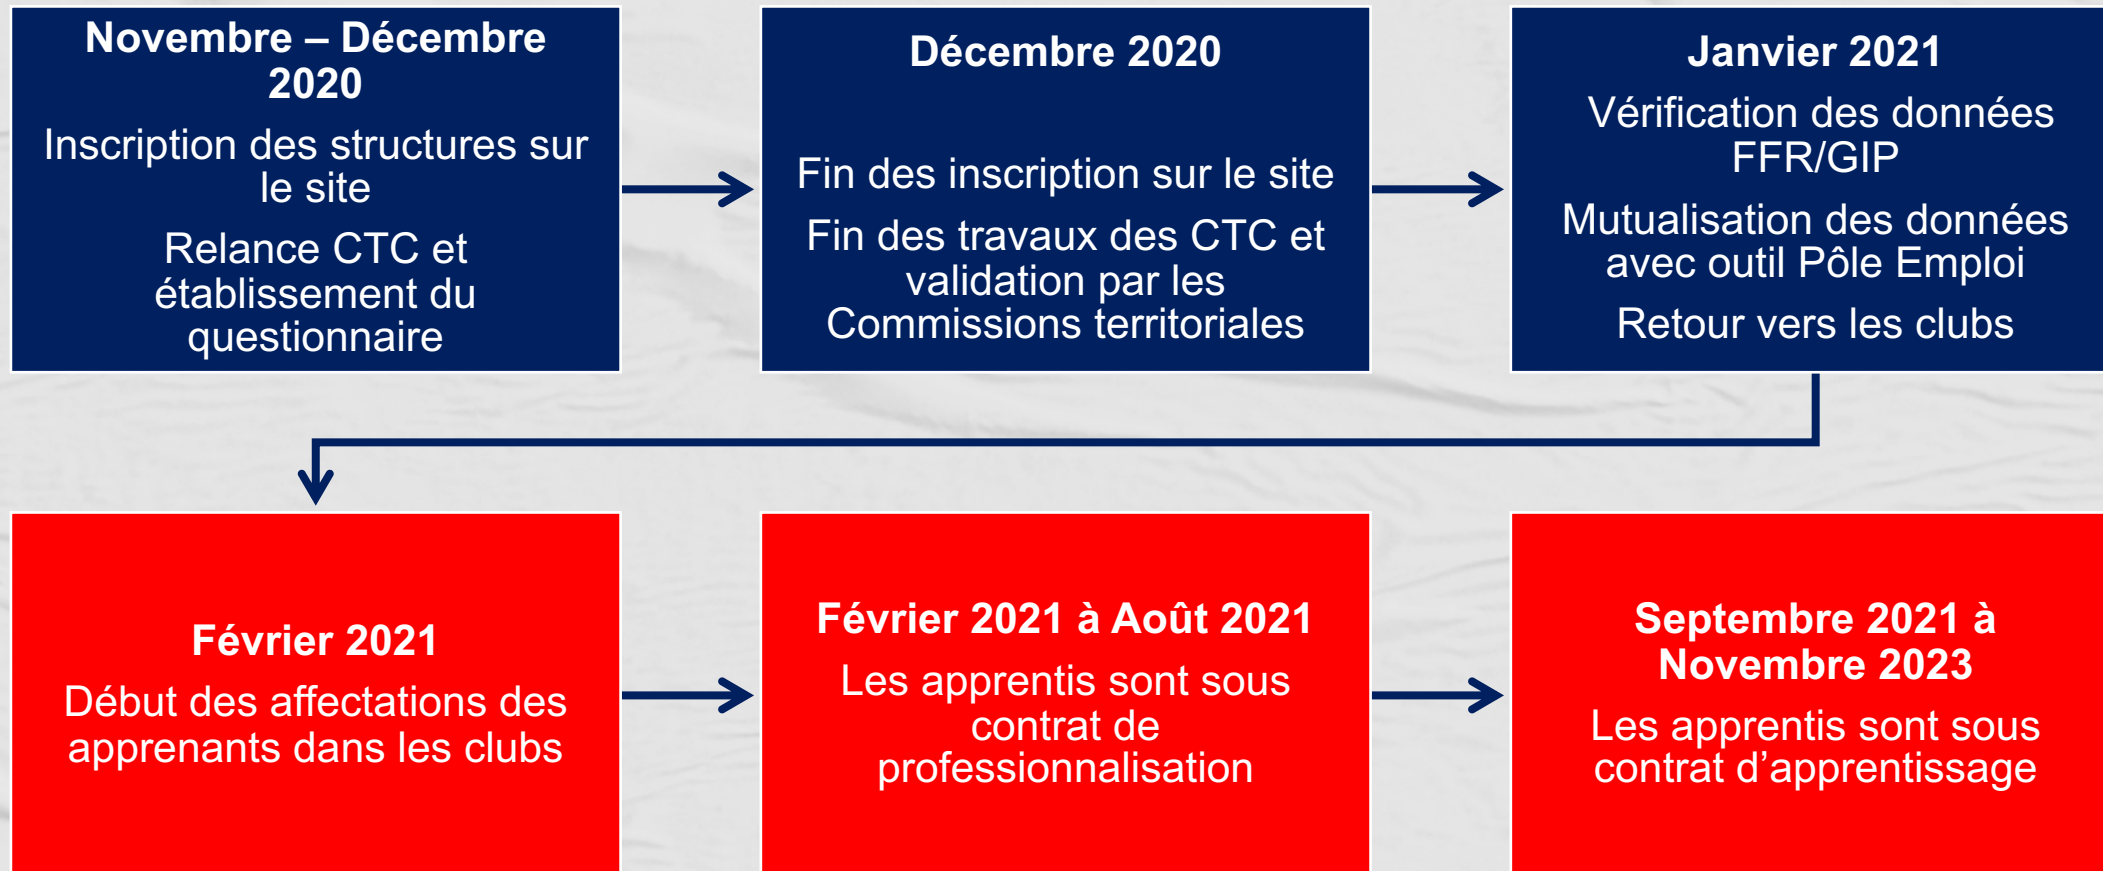 Novembre – Décembre
2020
Inscription des structures sur
le site
Relance CTC et
établissement du
questionnaire
Décembre 2020
Fin des inscription sur le site
Fin des travaux des CTC et
validation par les
Commissions territoriales
Janvier 2021
Vérification des données
FFR/GIP
Mutualisation des données
avec outil Pôle Emploi
Retour vers les clubs
Février 2021
Début des affectations des
apprenants dans les clubs
Février 2021 à Août 2021
Les apprentis sont sous
contrat de
professionnalisation
Septembre 2021 à
Novembre 2023
Les apprentis sont sous
contrat d’apprentissage